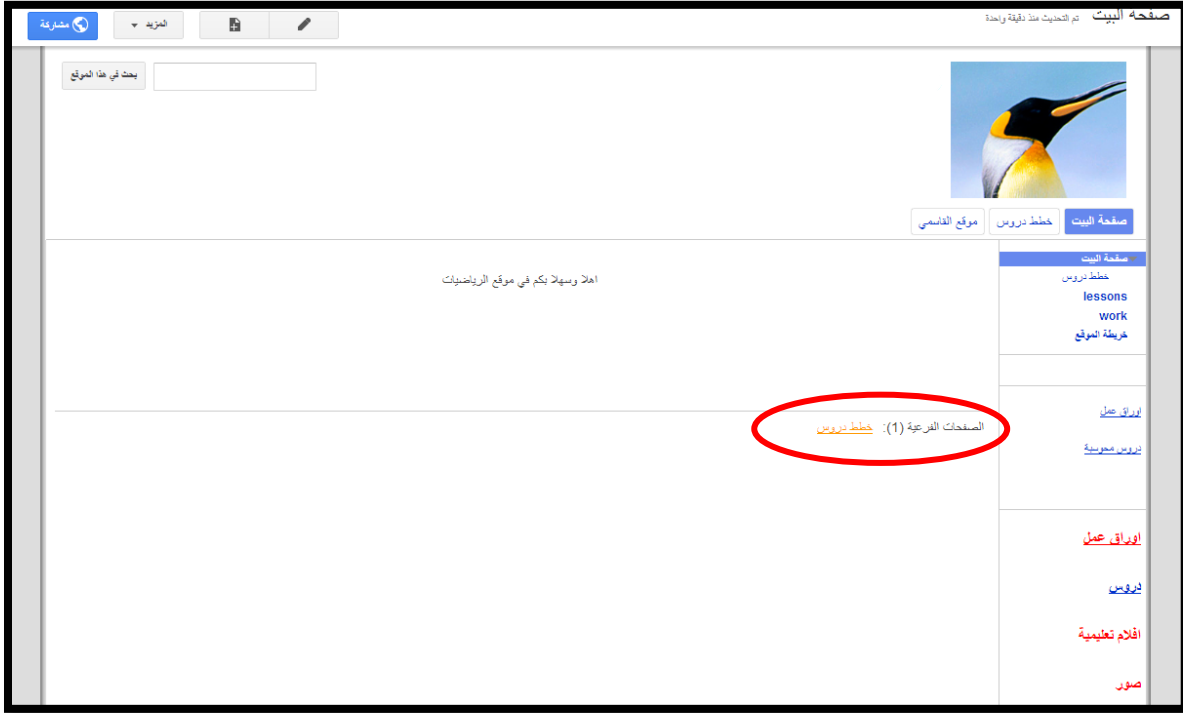 صفحه البيت تم التحديث منذ دقيقة واحدة
المزيد
مشاركة
بحث في هذا الموقع
صفحة البيت
خطط دروس
موقع القاسمي
صفحة البيت
خطط دروس
lessons
work
خريطة الموقع
اهلا وسهلا بكم في موقع الرياضيات
الصفحات الفرعية (1): خطط دروس
اوراق عمل
دروس محوسبة
اوراق عمل
دروس
افلام تعليمية
صور